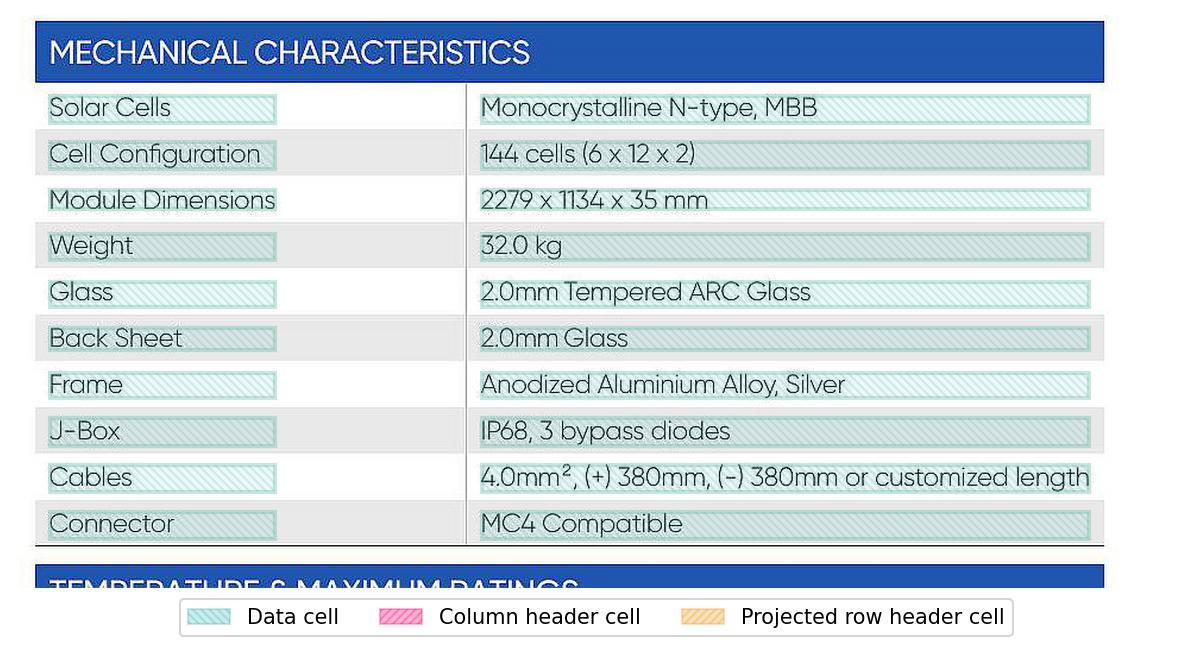 MECHANICAL CHARACTERISTICS
Solar Cells Monocrystalline N-type, MBB
Cell Configuration 144 cells (6 x 12 x 2)
Module Dimensions 2279 x 1134 x 35 mm
Weight 32.0 kg
Glass 2.0mm Tempered ARC Glass
Back Sheet 2.0mm Glass
Frame Anodized Aluminium Alloy, Silver
J-Box IP68, 3 bypass diodes
Cables 4.0mm², (+) 380mm, (-) 380mm or customized length
Connector MC4 Compatible
TEMPERATURE & MAXIMUM RATINGS
Data cell Column header cell Projected row header cell